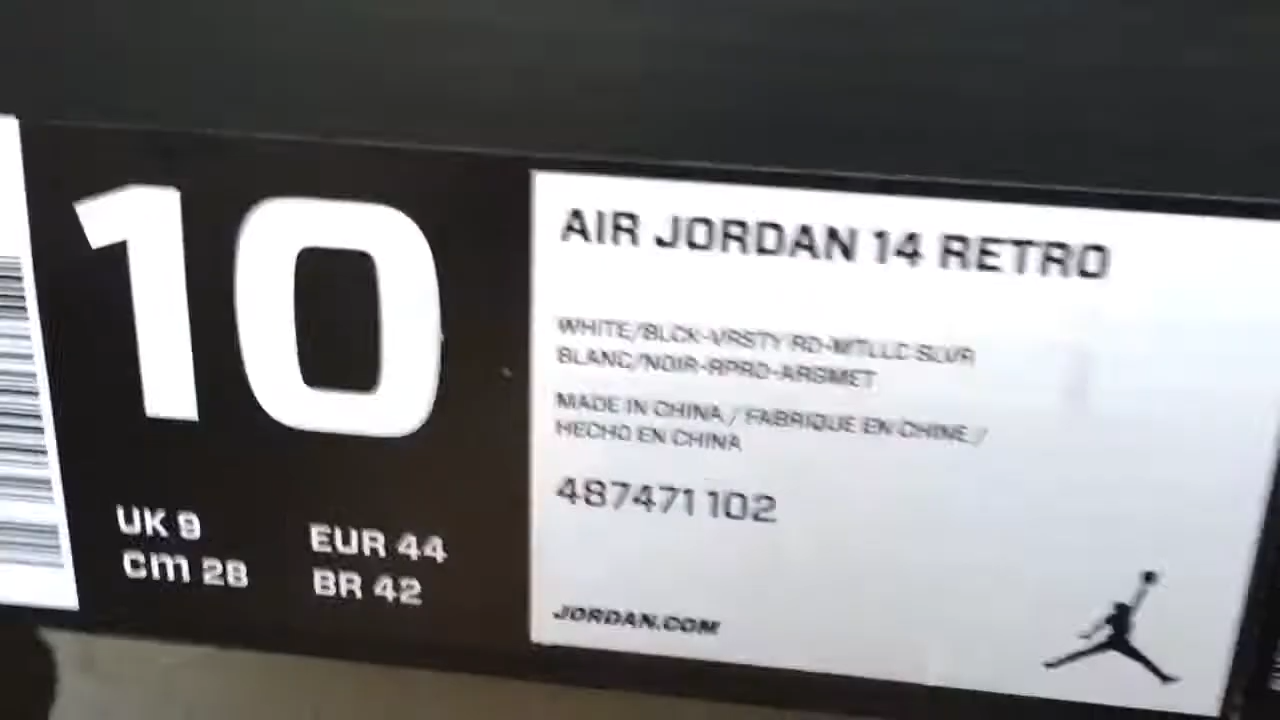 10
UK 9 EUR 44
cm 28 BR 42
AIR JORDAN 14 RETRO
WHITE/BLCK-VRSTY RD-MTLLC SLVR
BLANC/NOIR-RPRO-ARGMET
MADE IN CHINA / FABRIQUE EN CHINE /
HECHO EN CHINA
487471 102
JORDAN.COM